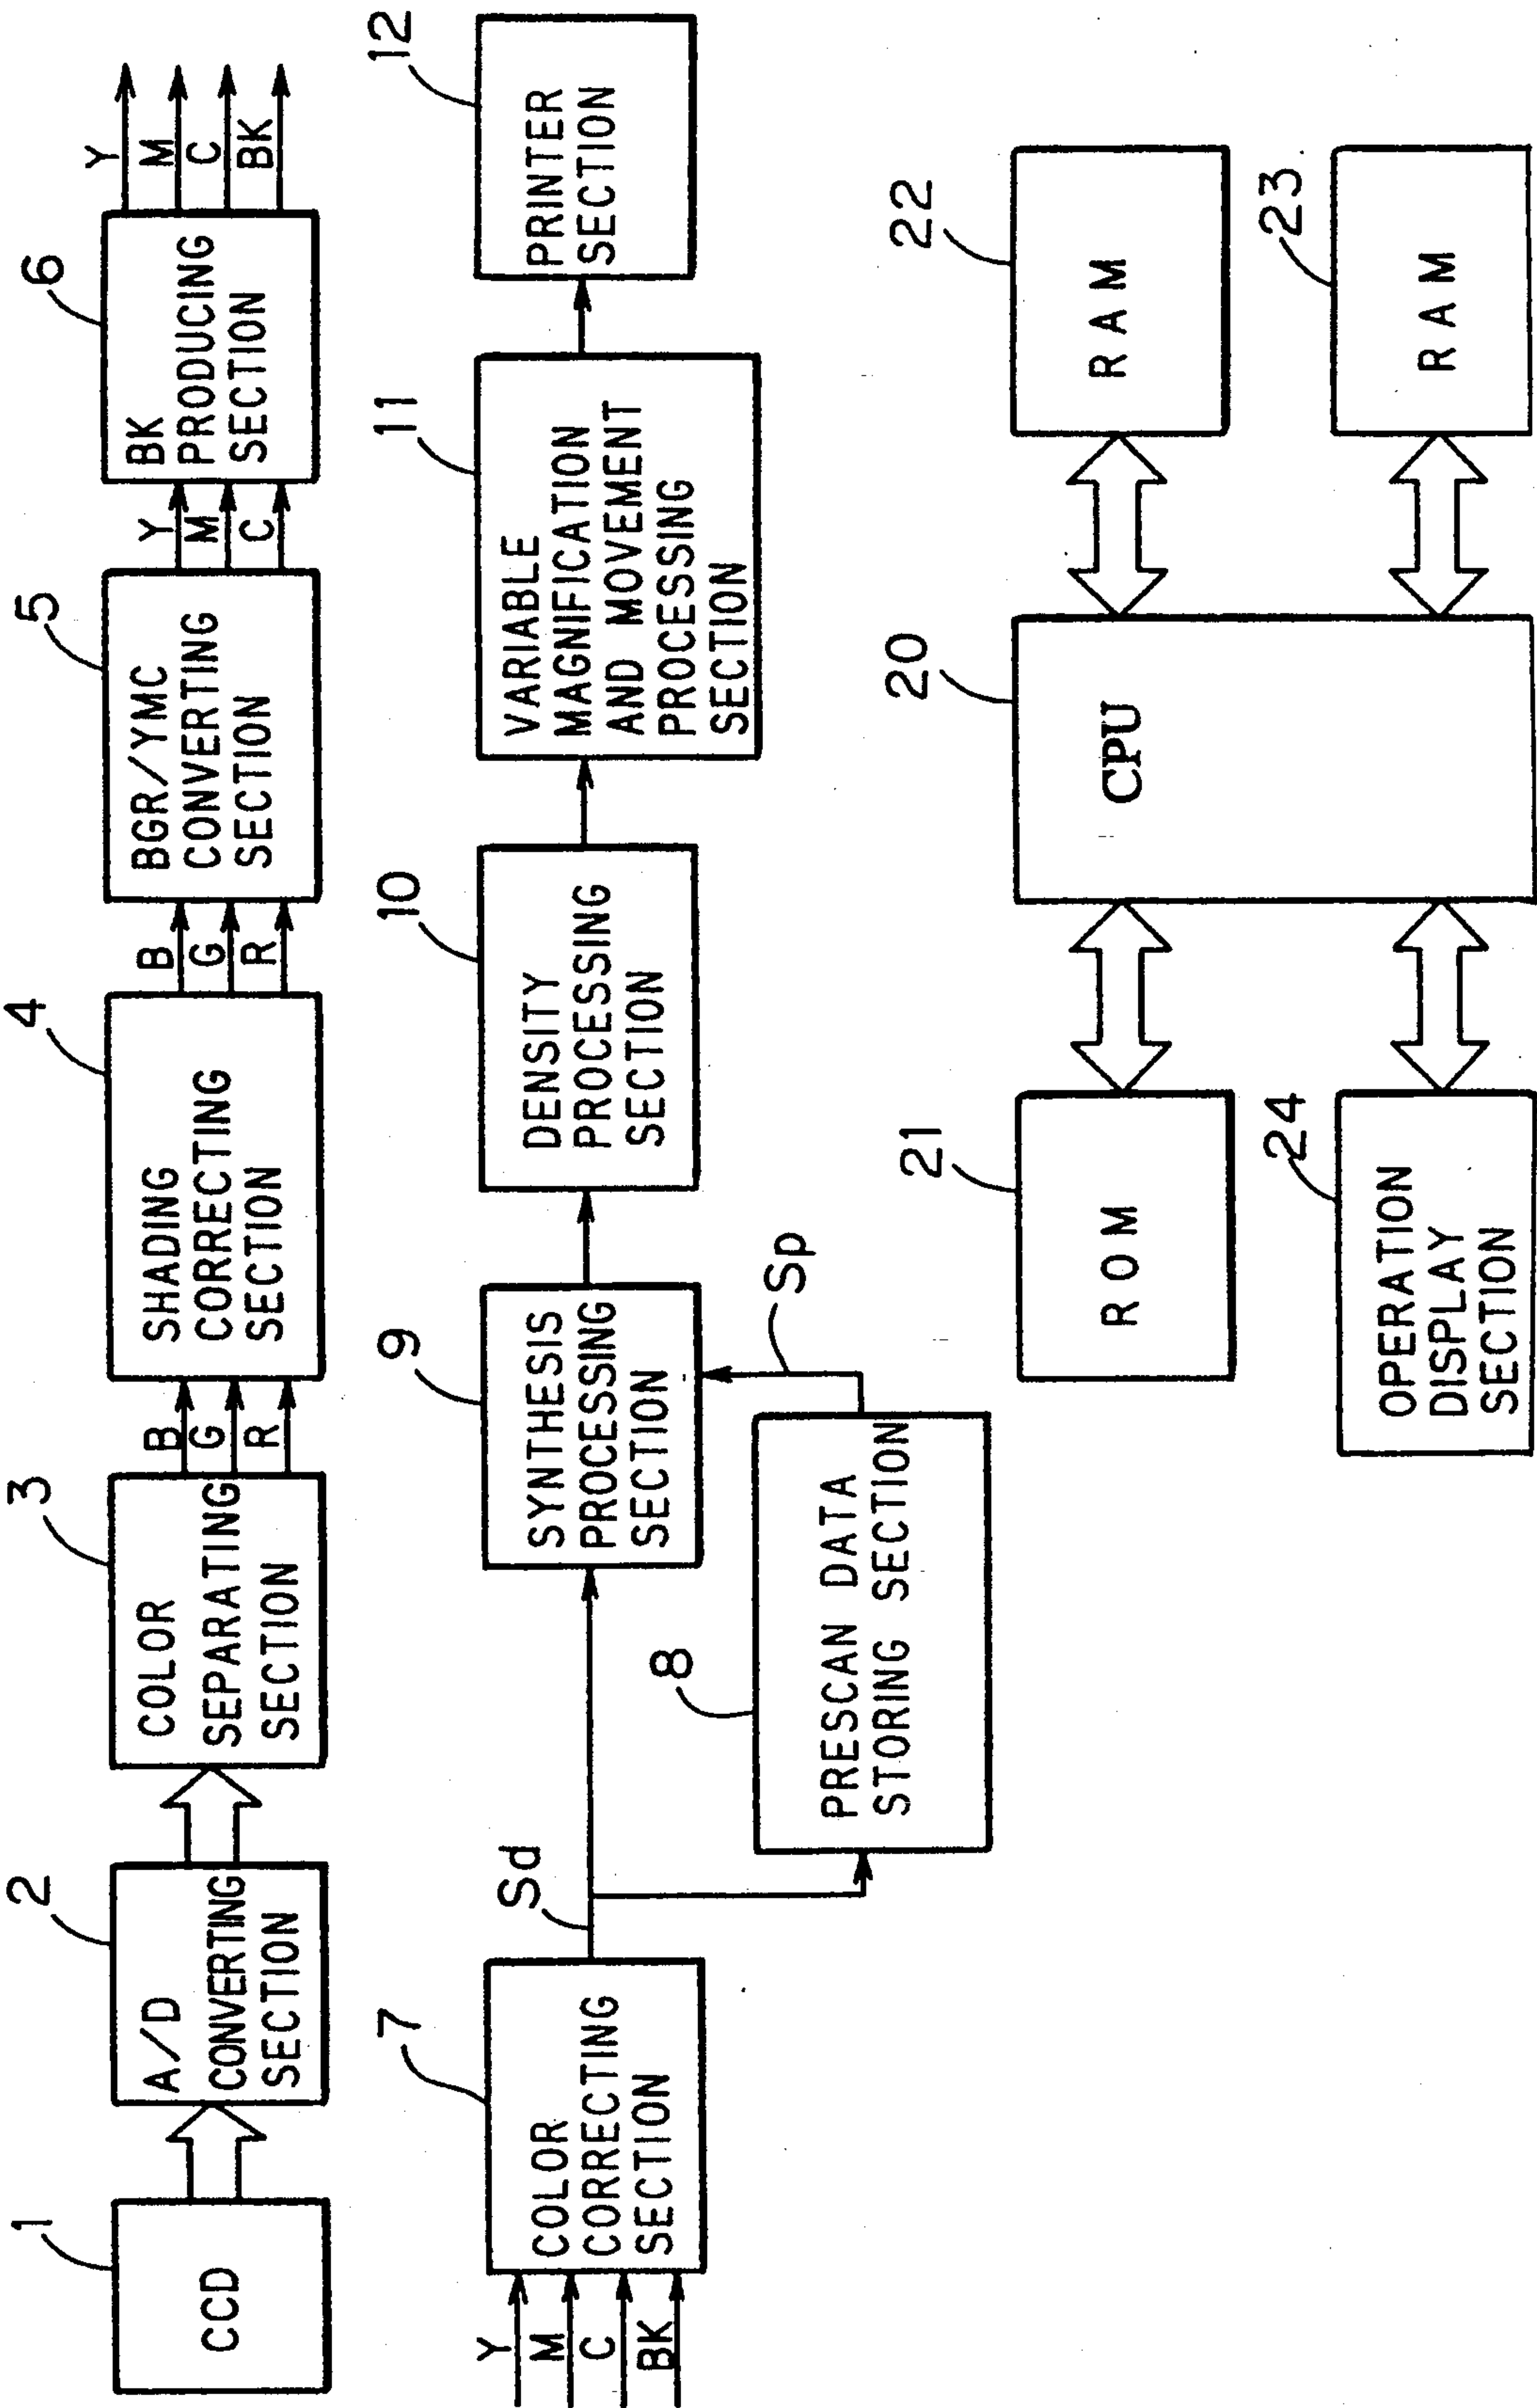 1
CCD
2
A/D
CONVERTING
SECTION
3
COLOR
SEPARATING
SECTION
B
G
R
4
SHADING
CORRECTING
SECTION
B
G
R
5
BGR/YMC
CONVERTING
SECTION
Y
M
C
6
BK
PRODUCING
SECTION
Y
M
C
BK
Y
M
C
BK
7
COLOR
CORRECTING
SECTION
Sd
8
PRESCAN DATA
STORING SECTION
Sp
9
SYNTHESIS
PROCESSING
SECTION
10
DENSITY
PROCESSING
SECTION
11
VARIABLE
MAGNIFICATION
AND MOVEMENT
PROCESSING
SECTION
12
PRINTER
SECTION
21
ROM
24
OPERATION
DISPLAY
SECTION
20
CPU
22
RAM
23
RAM